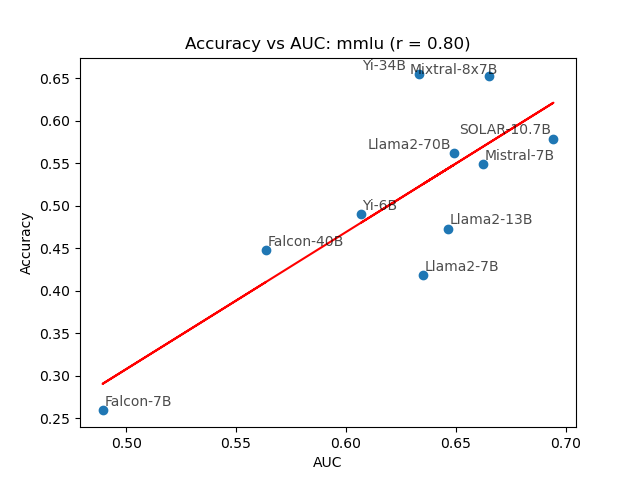 Accuracy vs AUC: mmlu (r = 0.80)
Yi-34B
Mixtral-8x7B
SOLAR-10.7B
Llama2-70B
Mistral-7B
Yi-6B
Llama2-13B
Falcon-40B
Llama2-7B
Falcon-7B
Accuracy
0.65
0.60
0.55
0.50
0.45
0.40
0.35
0.30
0.25
0.50 0.55 0.60 0.65 0.70
AUC